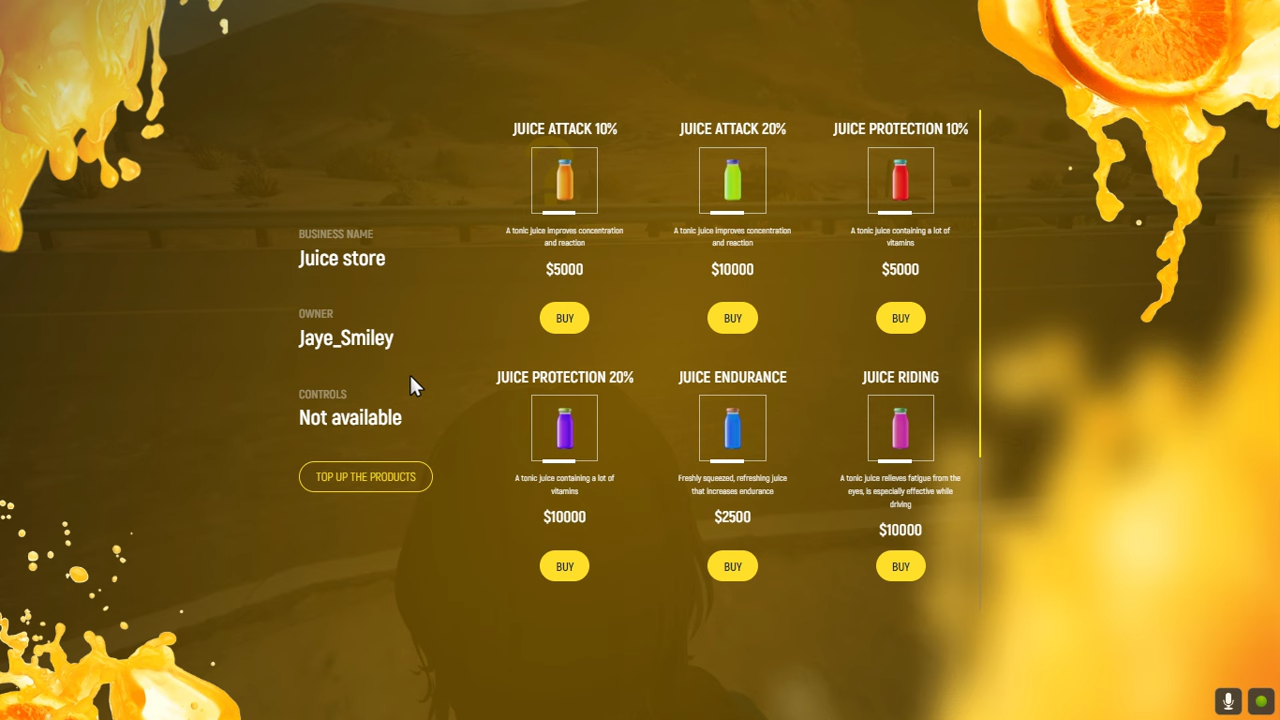 BUSINESS NAME
Juice store
OWNER
Jaye_Smiley
CONTROLS
Not available
TOP UP THE PRODUCTS
JUICE ATTACK 10%
A tonic juice improves concentration
and reaction
$5000
BUY
JUICE ATTACK 20%
A tonic juice improves concentration
and reaction
$10000
BUY
JUICE PROTECTION 10%
A tonic juice containing a lot of
vitamins
$5000
BUY
JUICE PROTECTION 20%
A tonic juice containing a lot of
vitamins
$10000
BUY
JUICE ENDURANCE
Freshly squeezed, refreshing juice
that increases endurance
$2500
BUY
JUICE RIDING
A tonic juice relieves fatigue from the
eyes, is especially effective while
driving
$10000
BUY